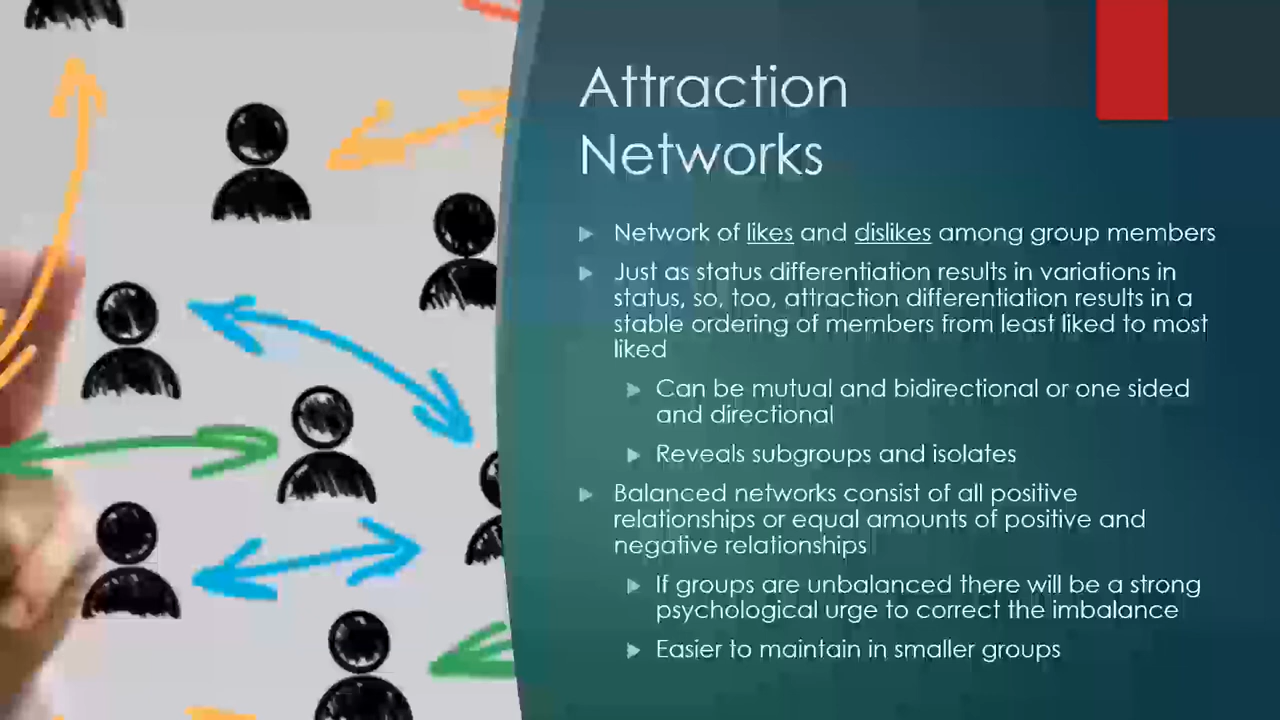 Attraction
Networks
Network of likes and dislikes among group members
Just as status differentiation results in variations in
status, so, too, attraction differentiation results in a
stable ordering of members from least liked to most
liked
Can be mutual and bidirectional or one sided
and directional
Reveals subgroups and isolates
Balanced networks consist of all positive
relationships or equal amounts of positive and
negative relationships
If groups are unbalanced there will be a strong
psychological urge to correct the imbalance
Easier to maintain in smaller groups